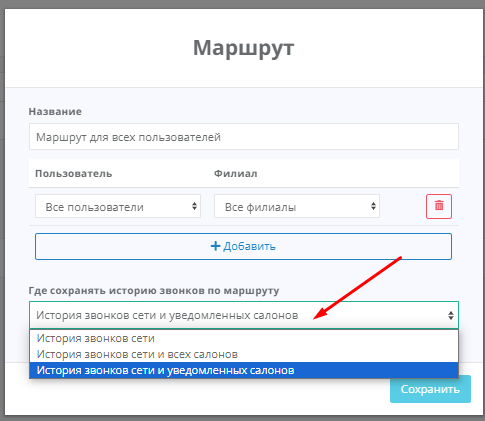 Маршрут
Название
Маршрут для всех пользователей
Пользователь Филиал
Все пользователи Все филиалы
+ Добавить
Где сохранять историю звонков по маршруту
История звонков сети и уведомленных салонов
История звонков сети
История звонков сети и всех салонов
История звонков сети и уведомленных салонов
Сохранить